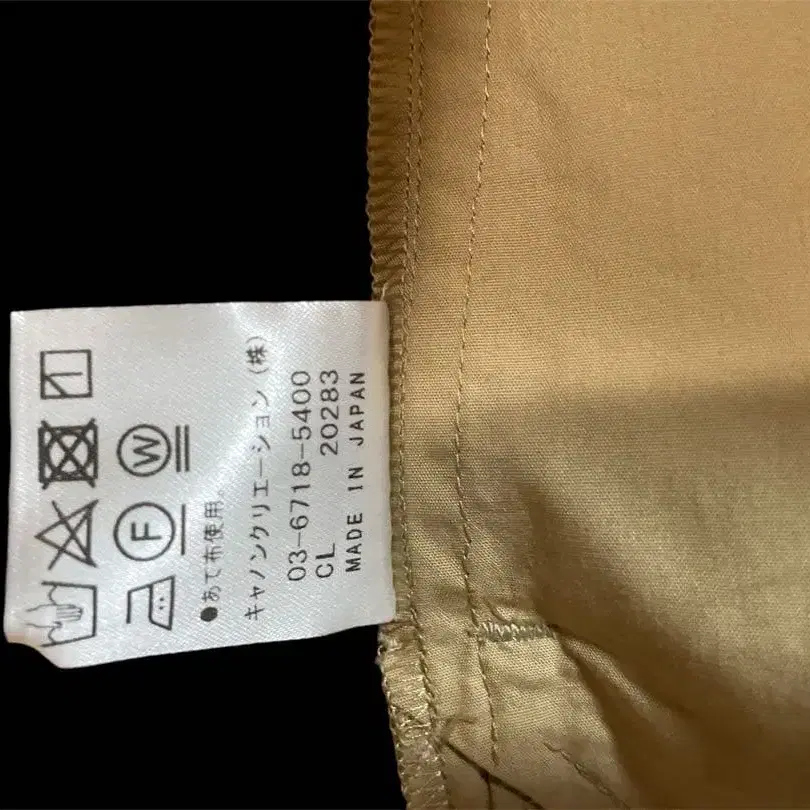 F W
●あて布使用。
キャノンクリエーション(株)
03-6718-5400
CL 20283
MADE IN JAPAN